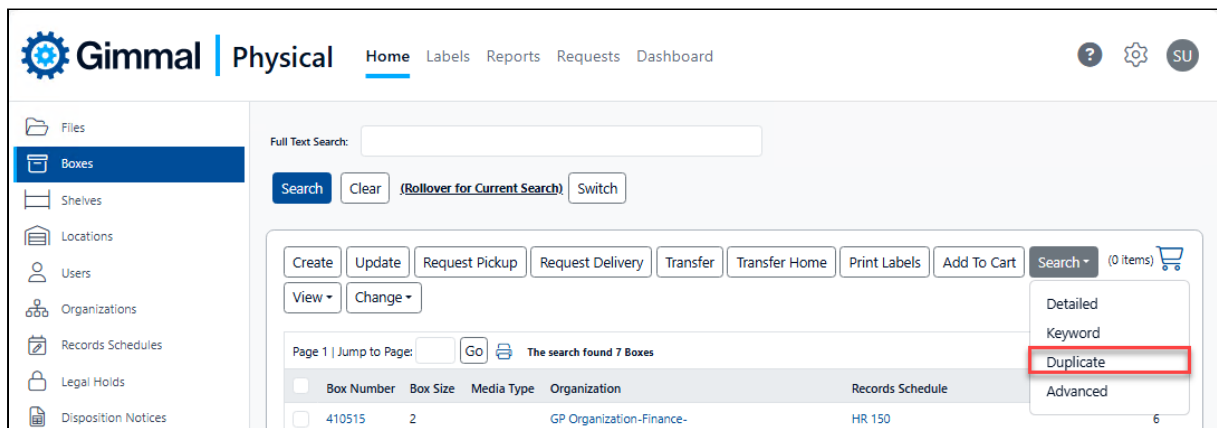 Gimmal | Physical Home Labels Reports Requests Dashboard ? SU
Files
Boxes
Shelves
Locations
Users
Organizations
Records Schedules
Legal Holds
Disposition Notices
Full Text Search:
Search Clear (Rollover for Current Search) Switch
Create Update Request Pickup Request Delivery Transfer Transfer Home Print Labels Add To Cart Search (0 items)
View Change
Detailed
Keyword
Duplicate
Advanced
Page 1 | Jump to Page: Go The search found 7 Boxes
Box Number Box Size Media Type Organization Records Schedule
410515 2 GP Organization-Finance- HR 150 6